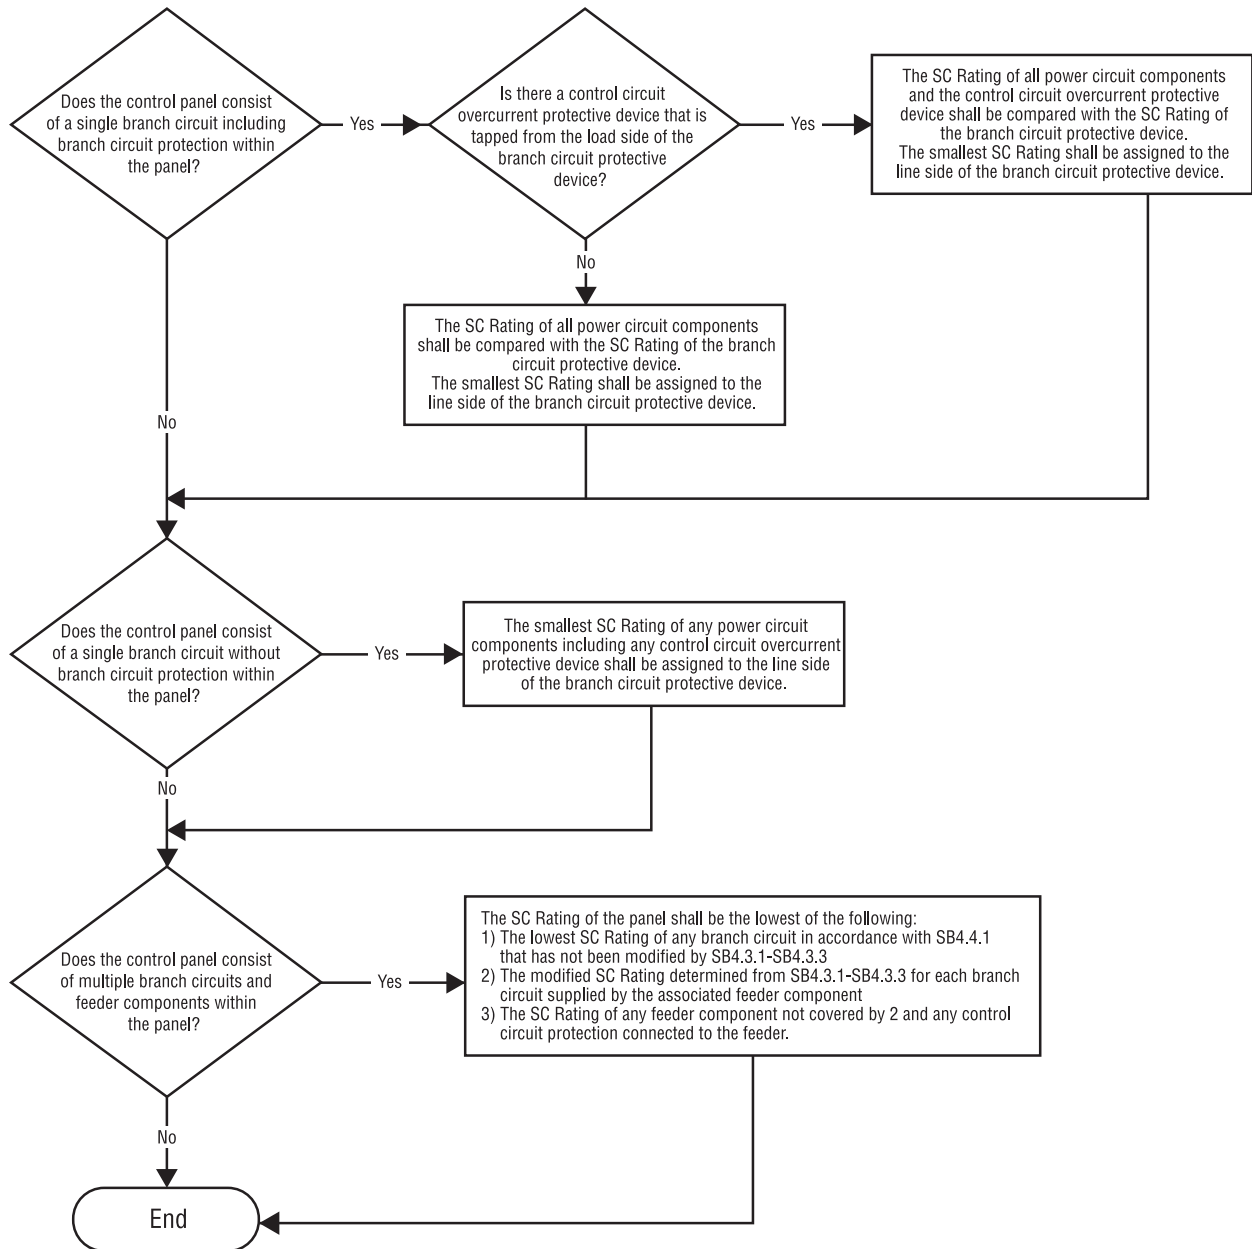 Does the control panel consist
of a single branch circuit including
branch circuit protection within
the panel?
Yes
Is there a control circuit
overcurrent protective device that is
tapped from the load side of the
branch circuit protective
device?
Yes
The SC Rating of all power circuit components
and the control circuit overcurrent protective
device shall be compared with the SC Rating of
the branch circuit protective device.
The smallest SC Rating shall be assigned to the
line side of the branch circuit protective device.
No
The SC Rating of all power circuit components
shall be compared with the SC Rating of the branch
circuit protective device.
The smallest SC Rating shall be assigned to the
line side of the branch circuit protective device.
No
Does the control panel consist
of a single branch circuit without
branch circuit protection within
the panel?
Yes
The smallest SC Rating of any power circuit
components including any control circuit overcurrent
protective device shall be assigned to the line side
of the branch circuit protective device.
No
Does the control panel consist
of multiple branch circuits and
feeder components within
the panel?
Yes
The SC Rating of the panel shall be the lowest of the following:
1) The lowest SC Rating of any branch circuit in accordance with SB4.4.1
that has not been modified by SB4.3.1-SB4.3.3
2) The modified SC Rating determined from SB4.3.1-SB4.3.3 for each branch
circuit supplied by the associated feeder component
3) The SC Rating of any feeder component not covered by 2 and any control
circuit protection connected to the feeder.
No
End